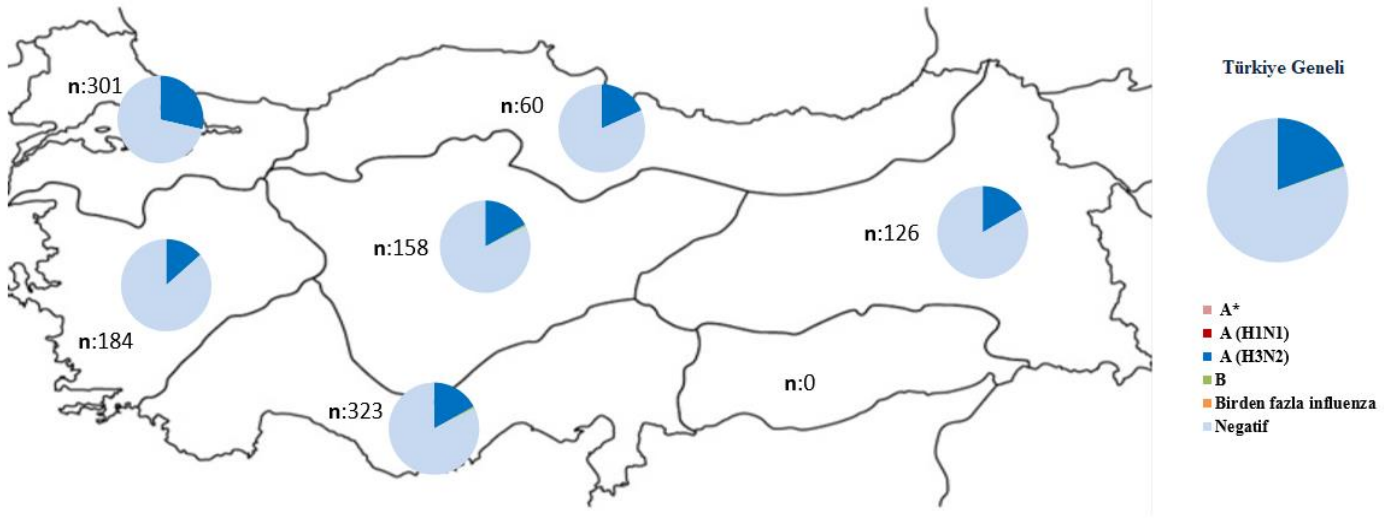 n:301
n:60
n:158
n:126
n:184
n:323
n:0
Türkiye Geneli
A*
A (H1N1)
A (H3N2)
B
Birden fazla influenza
Negatif